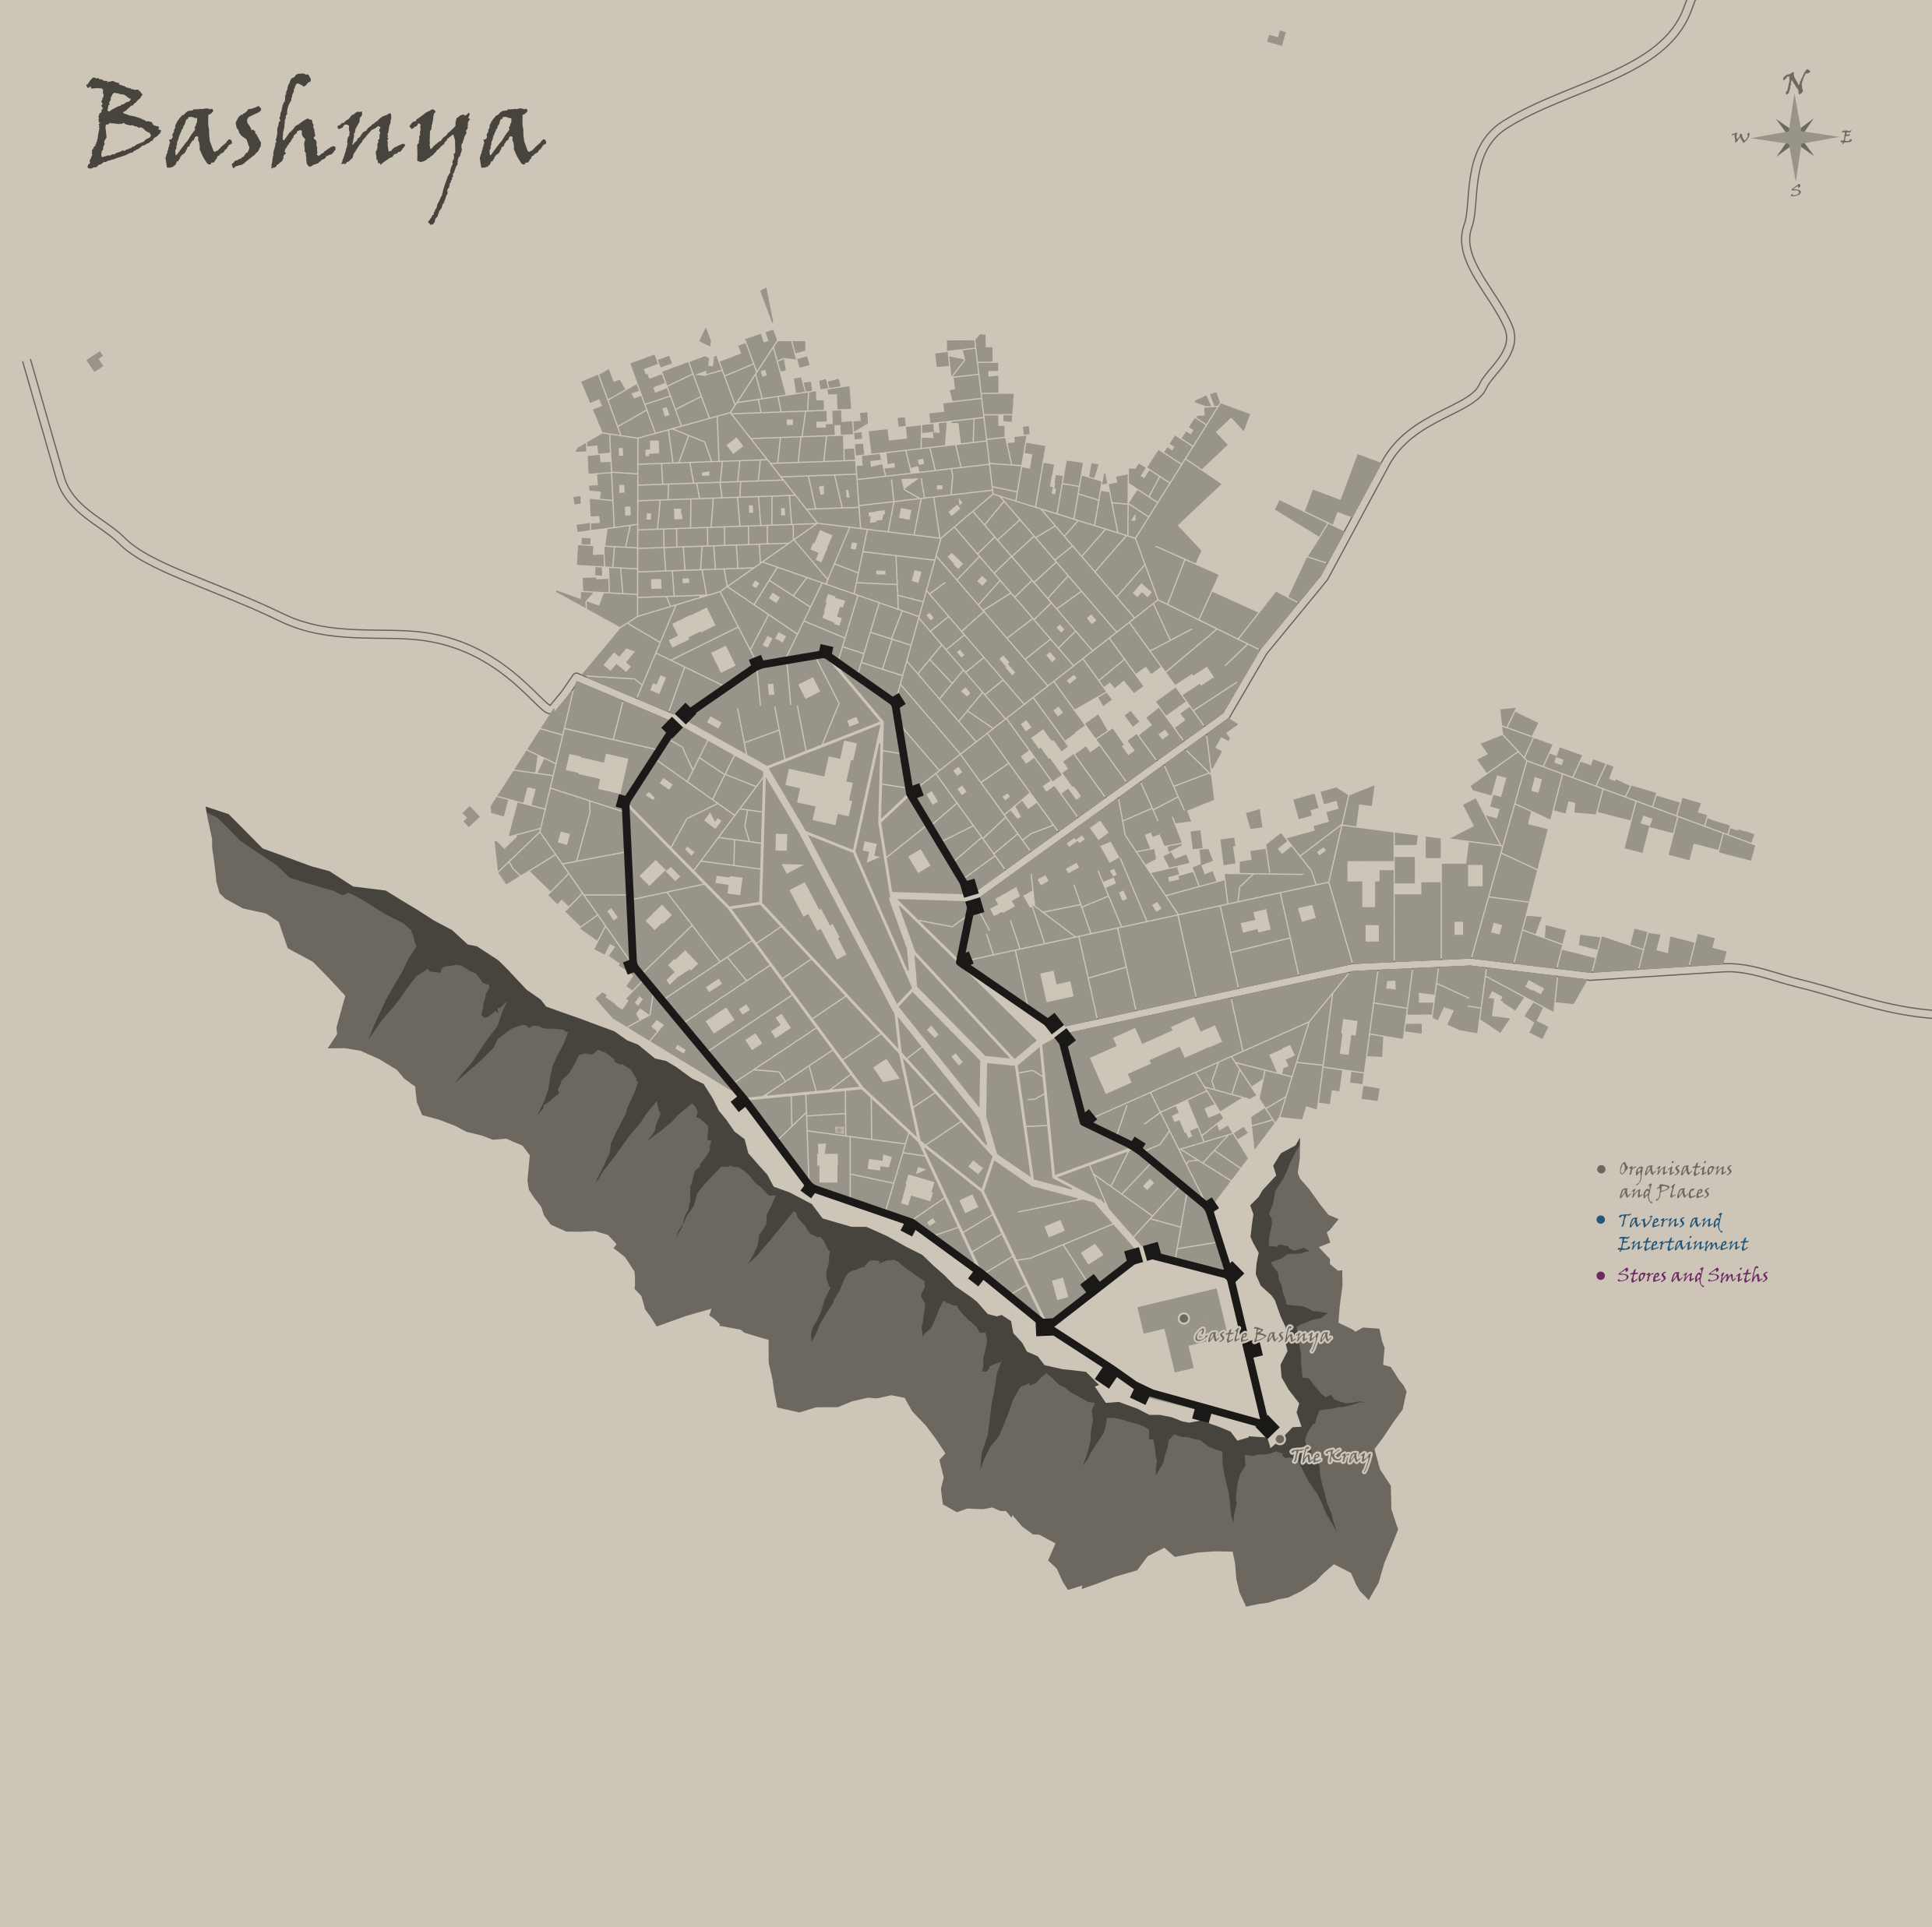 Bashnya
N
W
E
S
Organisations
and Places
Taverns and
Entertainment
Stores and Smiths
Castle Bashnya
The Kray